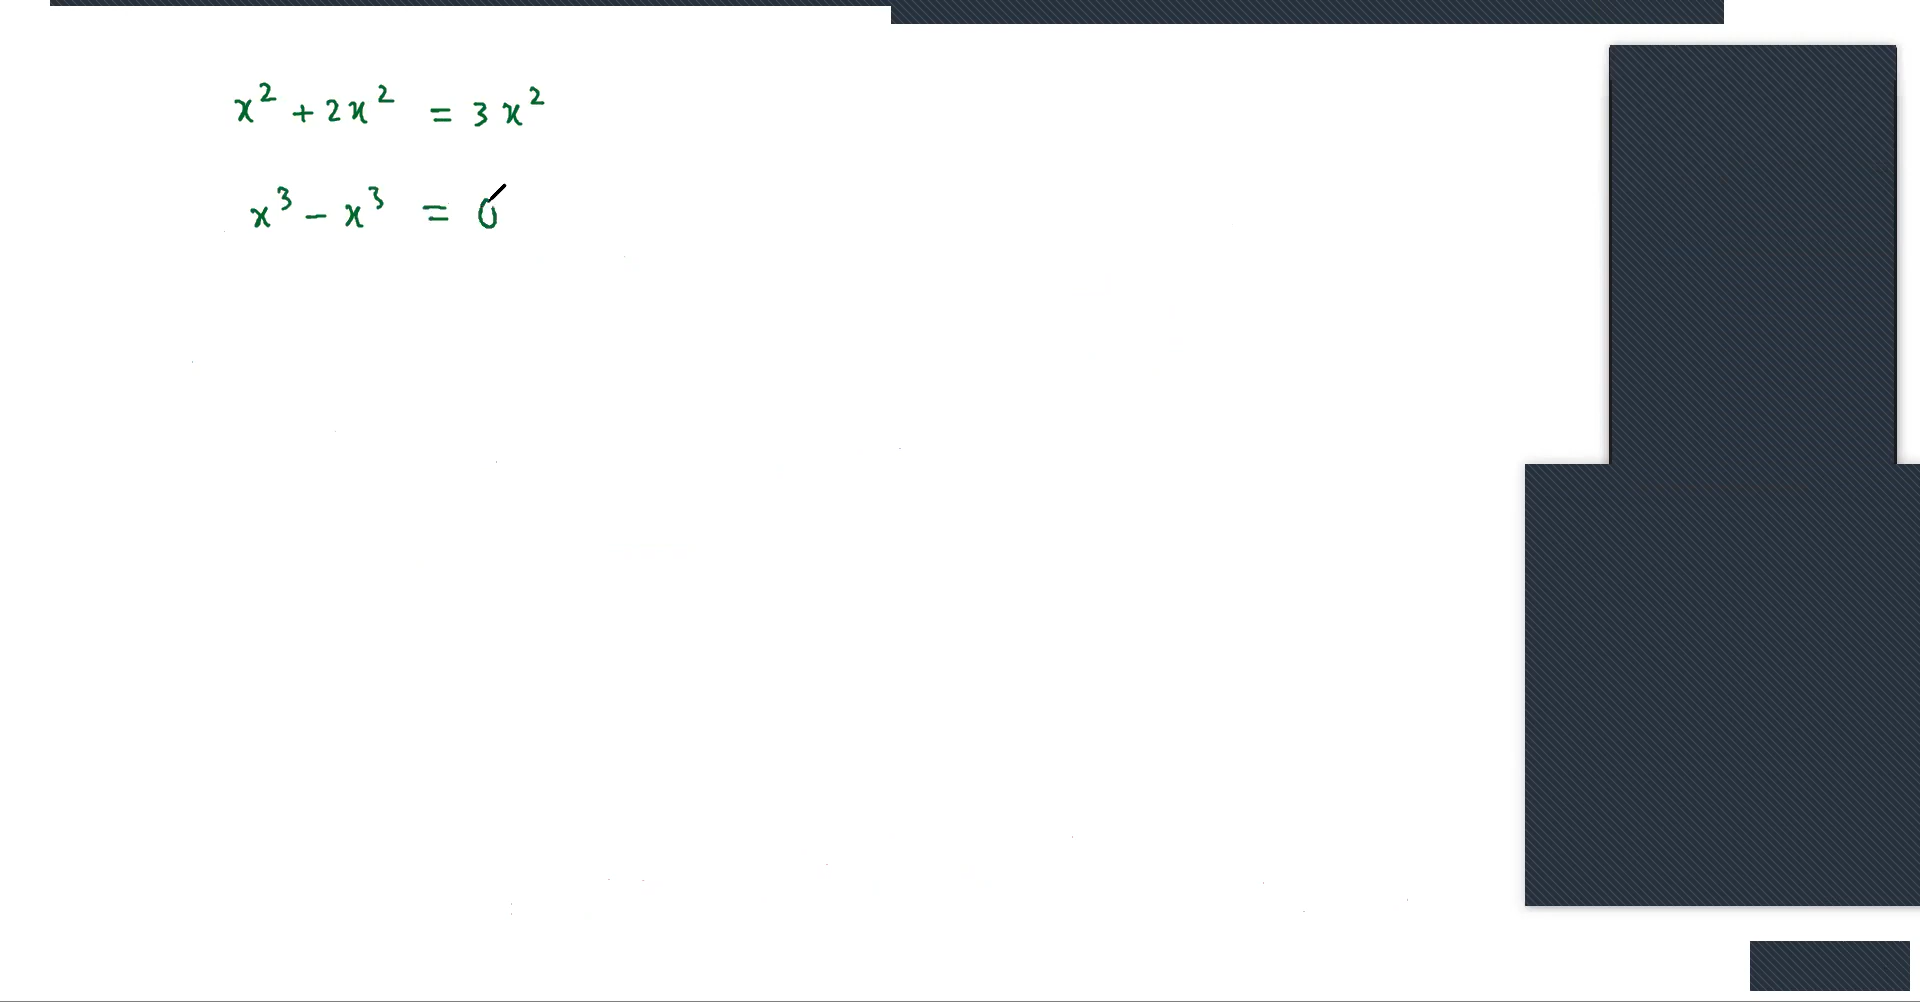 x² + 2x² = 3x²
x³ - x³ = 0